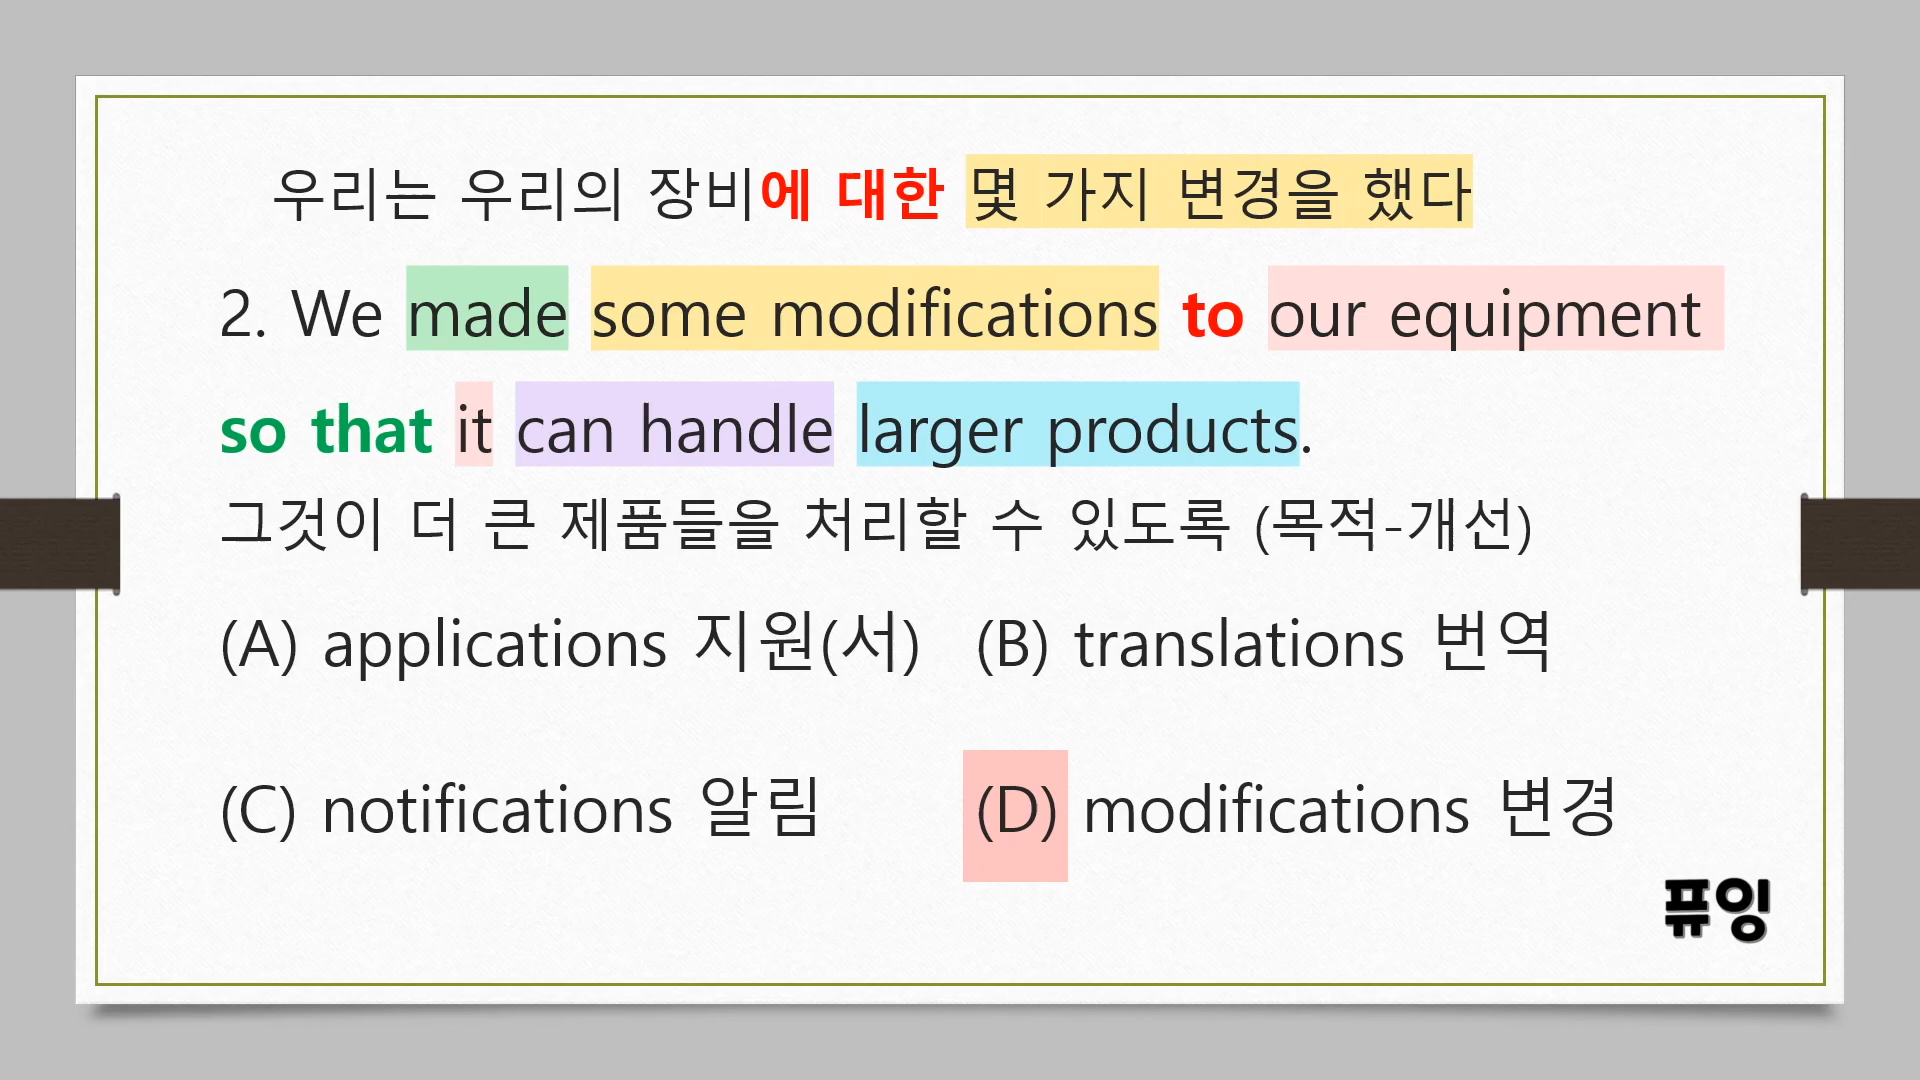 우리는 우리의 장비에 대한 몇 가지 변경을 했다
2. We made some modifications to our equipment
so that it can handle larger products.
그것이 더 큰 제품들을 처리할 수 있도록 (목적-개선)
(A) applications 지원(서) (B) translations 번역
(C) notifications 알림 (D) modifications 변경
퓨잉